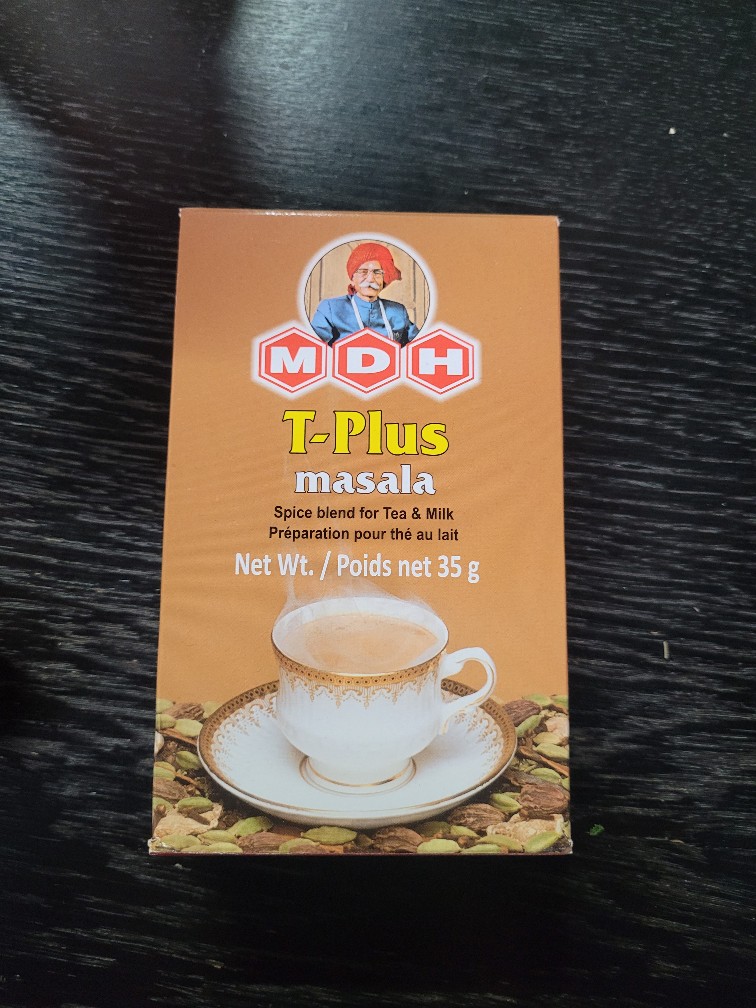 MDH
T-Plus
masala
Spice blend for Tea & Milk
Préparation pour thé au lait
Net Wt. / Poids net 35 g